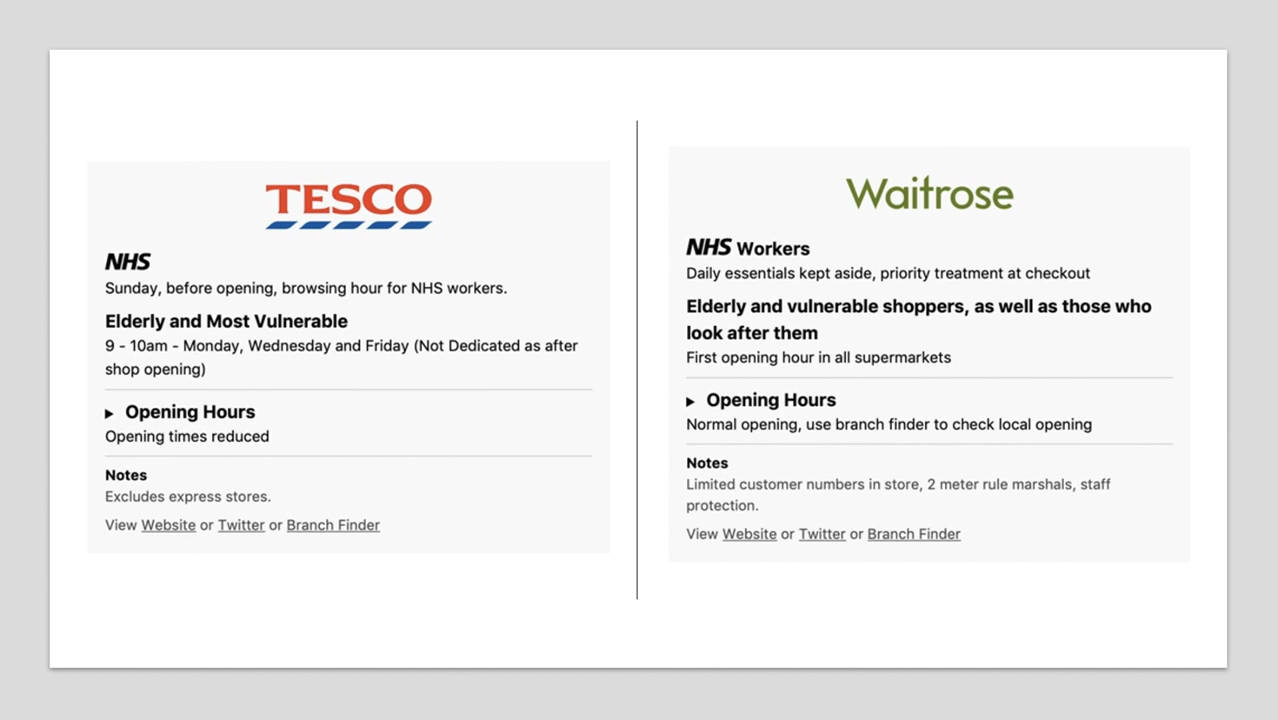 TESCO
NHS
Sunday, before opening, browsing hour for NHS workers.
Elderly and Most Vulnerable
9 - 10am - Monday, Wednesday and Friday (Not Dedicated as after
shop opening)
Opening Hours
Opening times reduced
Notes
Excludes express stores.
View Website or Twitter or Branch Finder
Waitrose
NHS Workers
Daily essentials kept aside, priority treatment at checkout
Elderly and vulnerable shoppers, as well as those who
look after them
First opening hour in all supermarkets
Opening Hours
Normal opening, use branch finder to check local opening
Notes
Limited customer numbers in store, 2 meter rule marshals, staff
protection.
View Website or Twitter or Branch Finder